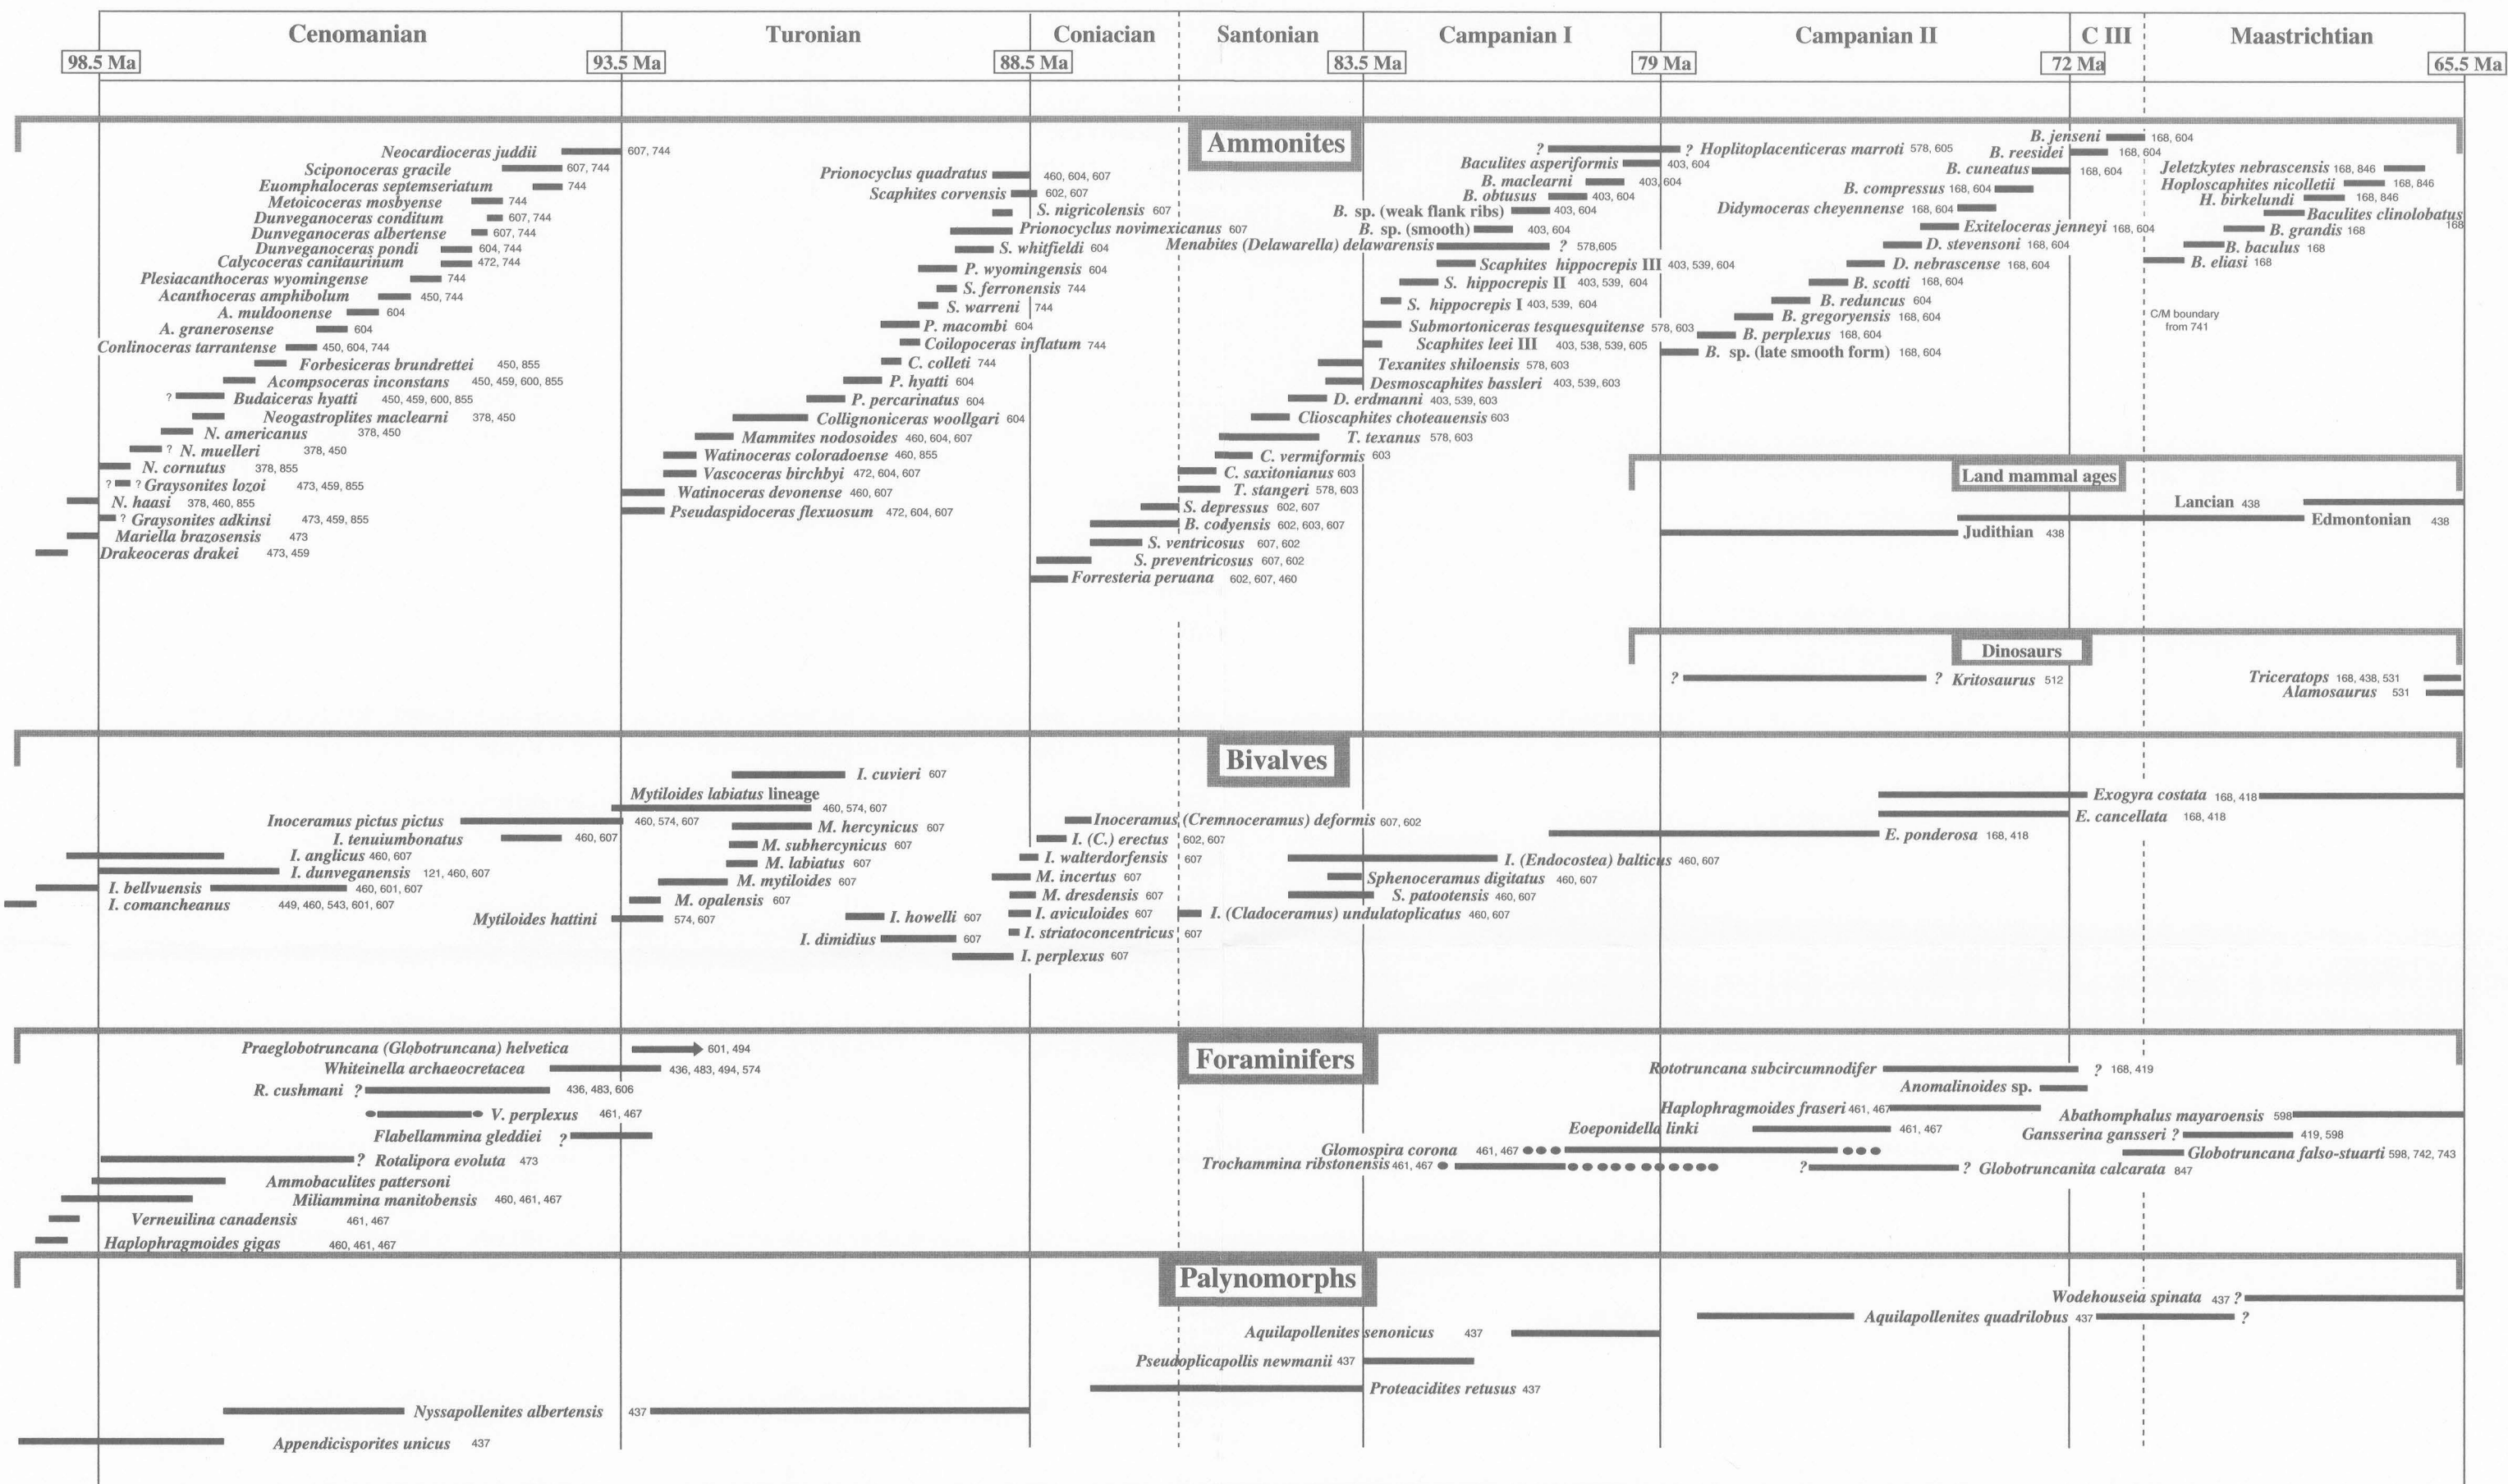 Cenomanian
Turonian
Coniacian
Santonian
Campanian I
Campanian II
C III
Maastrichtian
98.5 Ma
93.5 Ma
88.5 Ma
83.5 Ma
79 Ma
72 Ma
65.5 Ma
Ammonites
Neocardioceras juddii 607, 744
Sciponoceras gracile 607, 744
Euomphaloceras septemseriatum 744
Metoicoceras mosbyense 744
Dunveganoceras conditum 607, 744
Dunveganoceras albertense 607, 744
Dunveganoceras pondi 604, 744
Calycoceras canitaurinum 472, 744
Plesiacanthoceras wyomingense 744
Acanthoceras amphibolum 450, 744
A. muldoonense 604
A. granerosense 604
Conlinoceras tarrantense 450, 604, 744
Forbesiceras brundrettei 450, 855
Acompsoceras inconstans 450, 459, 600, 855
? Budaiceras hyatti 450, 459, 600, 855
Neogastroplites maclearni 378, 450
N. americanus 378, 450
? N. muelleri 378, 450
N. cornutus 378, 855
? ? Graysonites lozoi 473, 459, 855
N. haasi 378, 460, 855
? Graysonites adkinsi 473, 459, 855
Mariella brazosensis 473
Drakeoceras drakei 473, 459
Prionocyclus quadratus 460, 604, 607
Scaphites corvensis 602, 607
S. nigricolensis 607
Prionocyclus novimexicanus 607
S. whitfieldi 604
P. wyomingensis 604
S. ferronensis 744
S. warreni 744
P. macombi 604
Coilopoceras inflatum 744
C. colleti 744
P. hyatti 604
P. percarinatus 604
Collignoniceras woollgari 604
Mammites nodosoides 460, 604, 607
Watinoceras coloradoense 460, 855
Vascoceras birchbyi 472, 604, 607
Watinoceras devonense 460, 607
Pseudaspidoceras flexuosum 472, 604, 607
? ? Hoplitoplacenticeras marroti 578, 605
Baculites asperiformis 403, 604
B. maclearni 403, 604
B. obtusus 403, 604
B. sp. (weak flank ribs) 403, 604
B. sp. (smooth) 403, 604
Menabites (Delawarella) delawarensis ? 578,605
Scaphites hippocrepis III 403, 539, 604
S. hippocrepis II 403, 539, 604
S. hippocrepis I 403, 539, 604
Submortoniceras tesquesquitense 578, 603
Scaphites leei III 403, 538, 539, 605
Texanites shiloensis 578, 603
Desmoscaphites bassleri 403, 539, 603
D. erdmanni 403, 539, 603
Clioscaphites choteauensis 603
T. texanus 578, 603
C. vermiformis 603
C. saxitonianus 603
T. stangeri 578, 603
S. depressus 602, 607
B. codyensis 602, 603, 607
S. ventricosus 607, 602
S. preventricosus 607, 602
Forresteria peruana 602, 607, 460
B. jenseni 168, 604
B. reesidei 168, 604
B. cuneatus 168, 604
B. compressus 168, 604
Didymoceras cheyennense 168, 604
Exiteloceras jenneyi 168, 604
D. stevensoni 168, 604
D. nebrascense 168, 604
B. scotti 168, 604
B. reduncus 604
B. gregoryensis 168, 604
B. perplexus 168, 604
B. sp. (late smooth form) 168, 604
Jeletzkytes nebrascensis 168, 846
Hoploscaphites nicolletii 168, 846
H. birkelundi 168, 846
Baculites clinolobatus
168
B. grandis 168
B. baculus 168
B. eliasi 168
C/M boundary
from 741
Land mammal ages
Lancian 438
Edmontonian 438
Judithian 438
Dinosaurs
? ? Kritosaurus 512
Triceratops 168, 438, 531
Alamosaurus 531
Bivalves
I. cuvieri 607
Mytiloides labiatus lineage
460, 574, 607
Inoceramus pictus pictus 460, 574, 607
M. hercynicus 607
I. tenuiumbonatus 460, 607
M. subhercynicus 607
I. anglicus 460, 607
M. labiatus 607
I. dunveganensis 121, 460, 607
M. mytiloides 607
I. bellvuensis 460, 601, 607
M. opalensis 607
I. comancheanus 449, 460, 543, 601, 607
Mytiloides hattini 574, 607
I. howelli 607
I. dimidius 607
I. perplexus 607
Inoceramus (Cremnoceramus) deformis 607, 602
I. (C.) erectus 602, 607
I. walterdorfensis 607
M. incertus 607
M. dresdensis 607
I. aviculoides 607
I. striatoconcentricus 607
I. (Endocostea) balticus 460, 607
Sphenoceramus digitatus 460, 607
S. patootensis 460, 607
I. (Cladoceramus) undulatoplicatus 460, 607
Exogyra costata 168, 418
E. cancellata 168, 418
E. ponderosa 168, 418
Foraminifers
Praeglobotruncana (Globotruncana) helvetica 601, 494
Whiteinella archaeocretacea 436, 483, 494, 574
R. cushmani ? 436, 483, 606
V. perplexus 461, 467
Flabellammina gleddiei ?
? Rotalipora evoluta 473
Ammobaculites pattersoni
Miliammina manitobensis 460, 461, 467
Verneuilina canadensis 461, 467
Haplophragmoides gigas 460, 461, 467
Rototruncana subcircumnodifer ? 168, 419
Anomalinoides sp.
Haplophragmoides fraseri 461, 467
Abathomphalus mayaroensis 598
Eoeponidella linki 461, 467
Gansserina gansseri ? 419, 598
Glomospira corona 461, 467
Globotruncana falso-stuarti 598, 742, 743
Trochammina ribstonensis 461, 467
? ? Globotruncanita calcarata 847
Palynomorphs
Wodehouseia spinata 437 ?
Aquilapollenites quadrilobus 437 ?
Aquilapollenites senonicus 437
Pseudoplicapollis newmanii 437
Proteacidites retusus 437
Nyssapollenites albertensis 437
Appendicisporites unicus 437